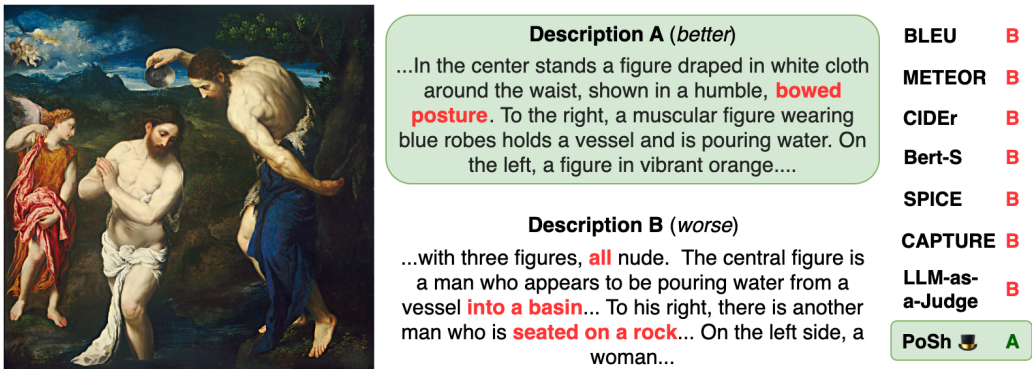 Description A (better)
...In the center stands a figure draped in white cloth
around the waist, shown in a humble, bowed
posture. To the right, a muscular figure wearing
blue robes holds a vessel and is pouring water. On
the left, a figure in vibrant orange....
Description B (worse)
...with three figures, all nude. The central figure is
a man who appears to be pouring water from a
vessel into a basin... To his right, there is another
man who is seated on a rock... On the left side, a
woman...
BLEU B
METEOR B
CIDEr B
Bert-S B
SPICE B
CAPTURE B
LLM-as-
a-Judge B
PoSh 🎩 A